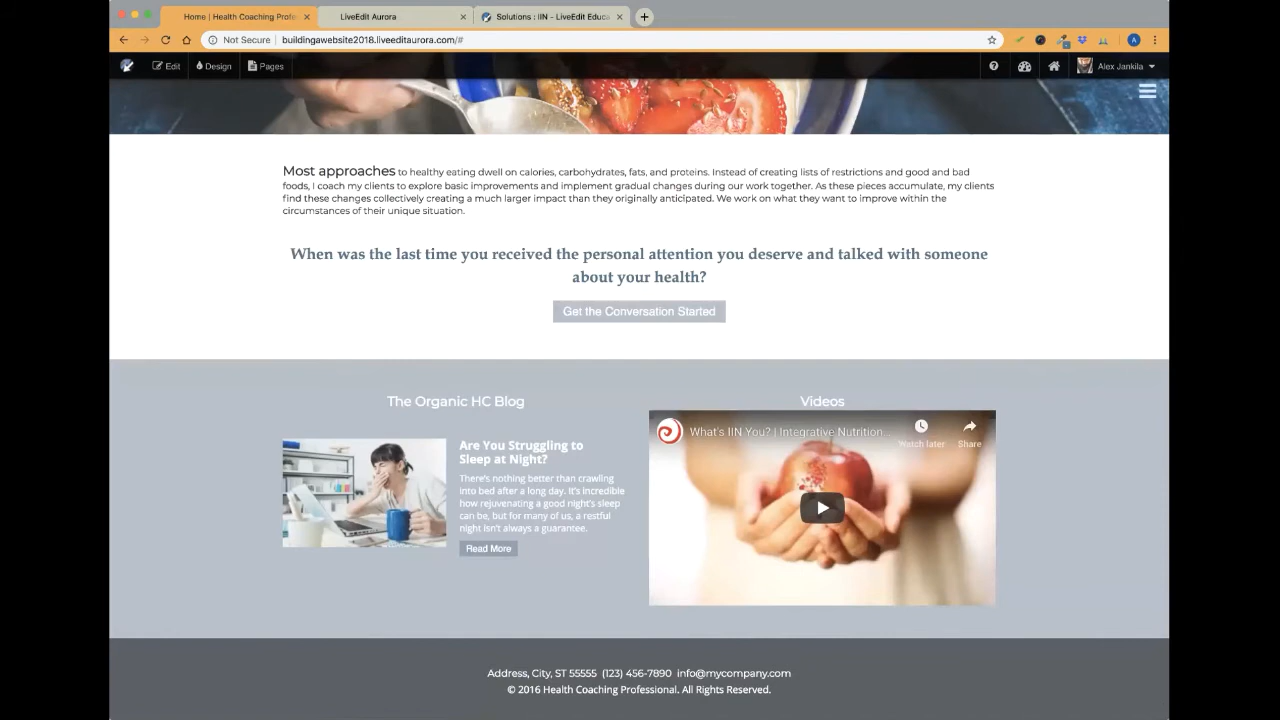 Home | Health Coaching Profe
LiveEdit Aurora
Solutions : IIN - LiveEdit Educa
Not Secure
buildingawebsite2018.liveeditaurora.com/#
Edit
Design
Pages
Alex Jankila
Most approaches to healthy eating dwell on calories, carbohydrates, fats, and proteins. Instead of creating lists of restrictions and good and bad
foods, I coach my clients to explore basic improvements and implement gradual changes during our work together. As these pieces accumulate, my clients
find these changes collectively creating a much larger impact than they originally anticipated. We work on what they want to improve within the
circumstances of their unique situation.
When was the last time you received the personal attention you deserve and talked with someone
about your health?
Get the Conversation Started
The Organic HC Blog
Videos
Are You Struggling to
Sleep at Night?
There's nothing better than crawling
into bed after a long day. It's incredible
how rejuvenating a good night's sleep
can be, but for many of us, a restful
night isn't always a guarantee.
Read More
What's IIN You? | Integrative Nutrition
Watch later
Share
Address, City, ST 55555 (123) 456-7890 info@mycompany.com
© 2016 Health Coaching Professional. All Rights Reserved.